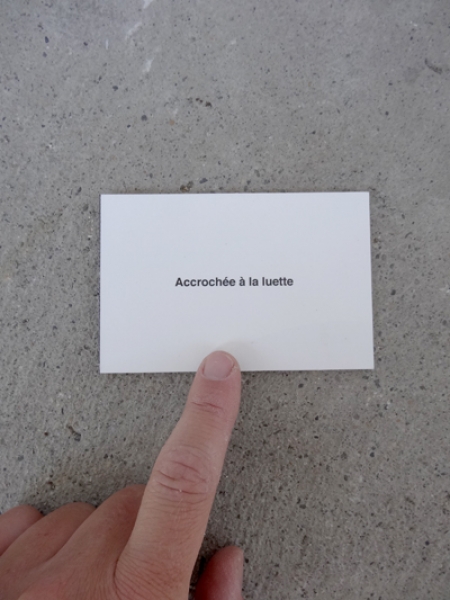 Accrochée à la luette